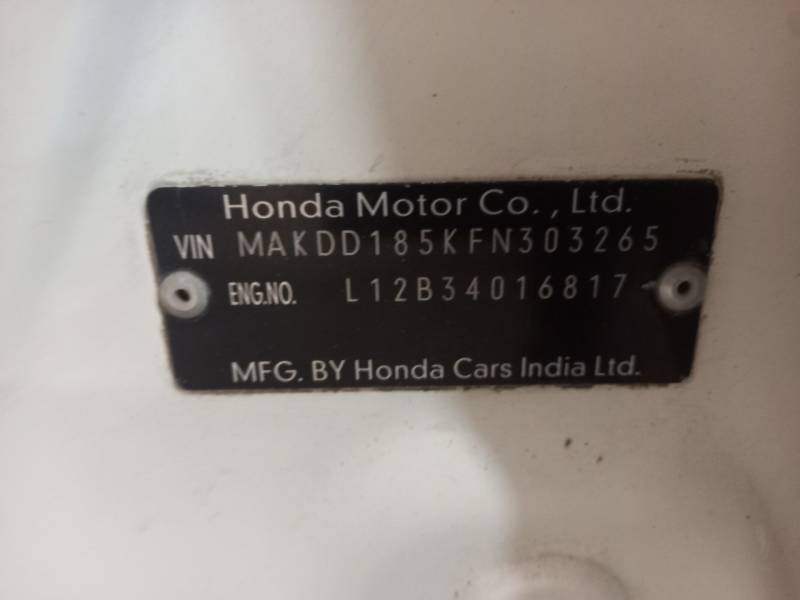 Honda Motor Co., Ltd.
VIN MAKDD185KFN303265
ENG.NO. L12B34016817-
MFG. BY Honda Cars India Ltd.